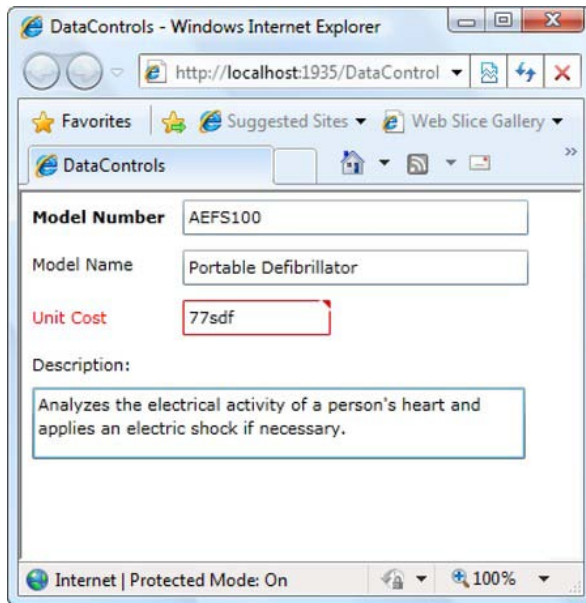 DataControls - Windows Internet Explorer
http://localhost:1935/DataControl
Favorites Suggested Sites Web Slice Gallery
DataControls »
Model Number AEFS100
Model Name Portable Defibrillator
Unit Cost 77sdf
Description:
Analyzes the electrical activity of a person's heart and
applies an electric shock if necessary.
Internet | Protected Mode: On 100%